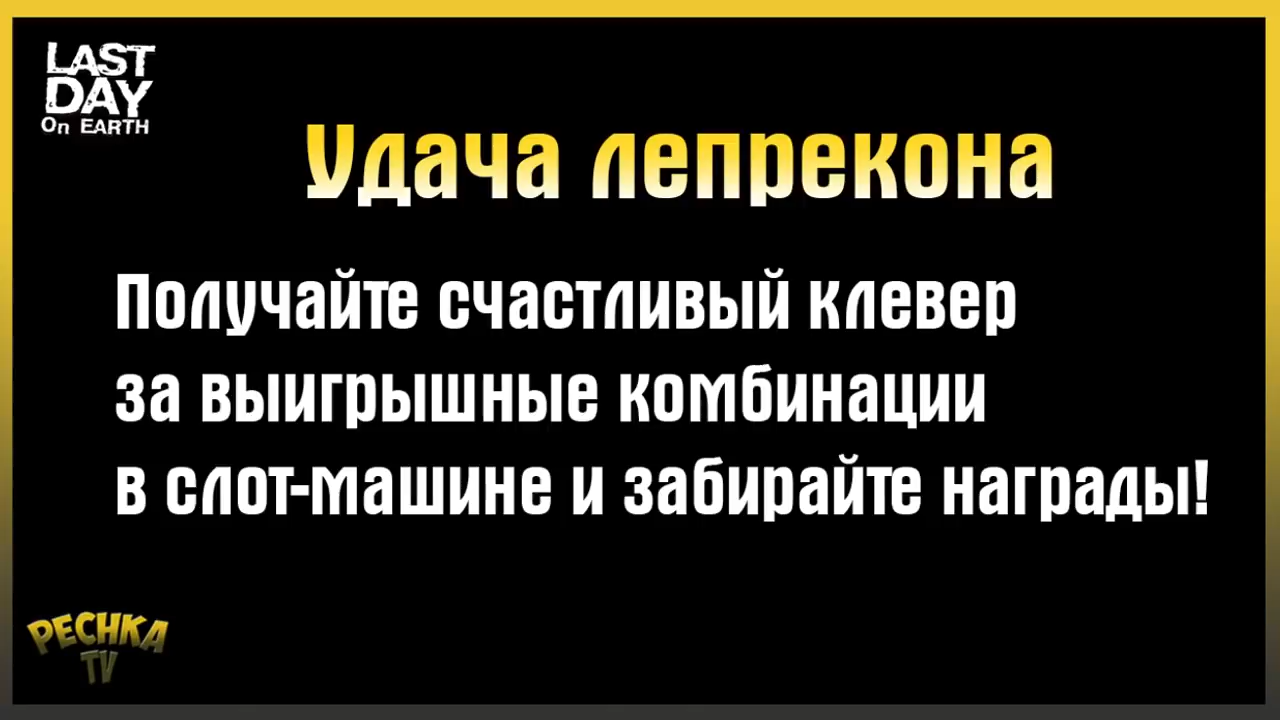 LAST
DAY
On EARTH
Удача лепрекона
Получайте счастливый клевер
за выигрышные комбинации
в слот-машине и забирайте награды!
PECHKA
TV